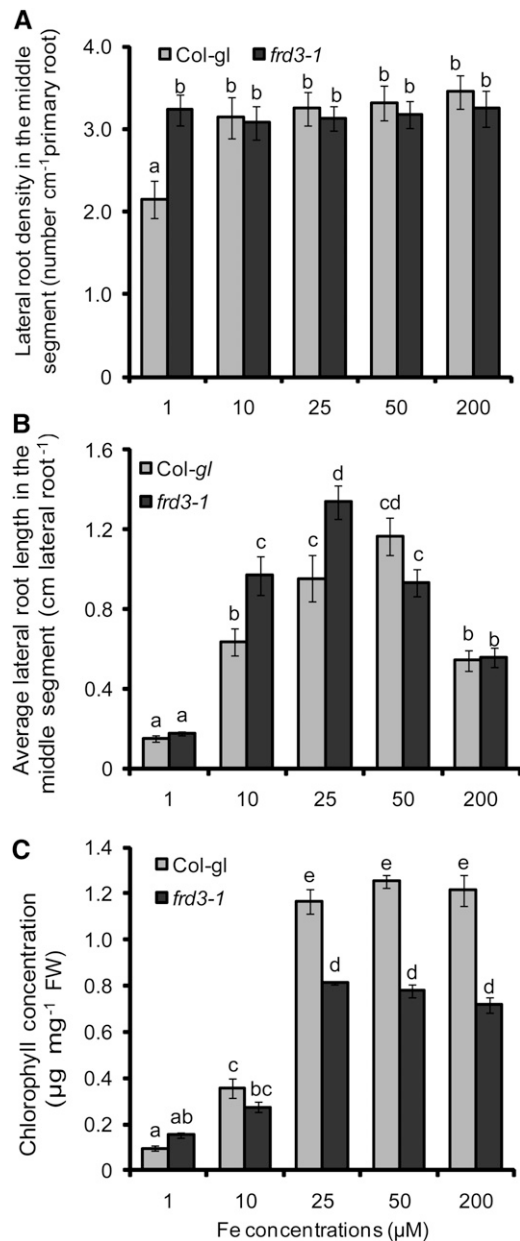 A
Col-gl frd3-1
Lateral root density in the middle
segment (number cm⁻¹primary root)
4.0
3.0
2.0
1.0
0
a b b b b b b b b b
1 10 25 50 200
B
Col-gl
frd3-1
Average lateral root length in the
middle segment (cm lateral root⁻¹)
1.6
1.2
0.8
0.4
0
a a b c c d cd c b b
1 10 25 50 200
C
Col-gl
frd3-1
Chlorophyll concentration
(µg mg⁻¹ FW)
1.4
1.2
1.0
0.8
0.6
0.4
0.2
0
a ab c bc e d e d e d
1 10 25 50 200
Fe concentrations (µM)